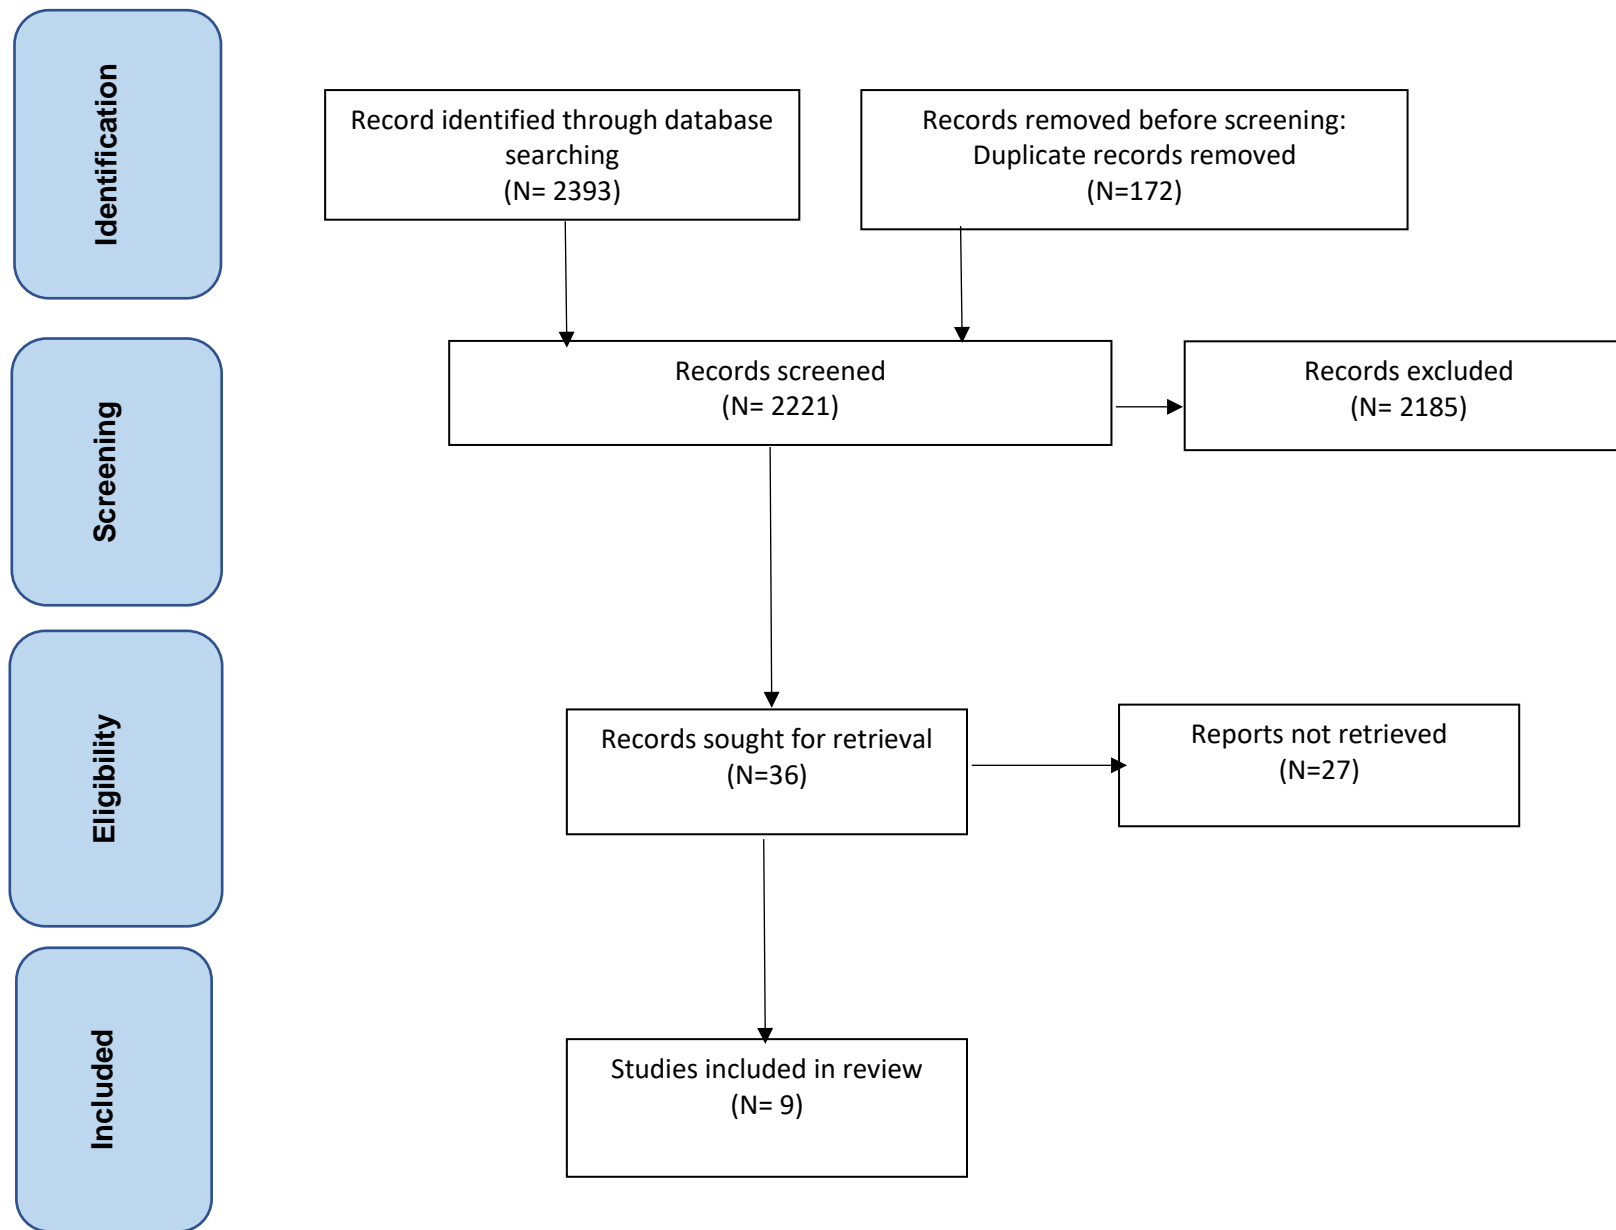 Identification
Record identified through database
searching
(N= 2393)
Records removed before screening:
Duplicate records removed
(N=172)
Screening
Records screened
(N= 2221)
Records excluded
(N= 2185)
Eligibility
Records sought for retrieval
(N=36)
Reports not retrieved
(N=27)
Included
Studies included in review
(N= 9)